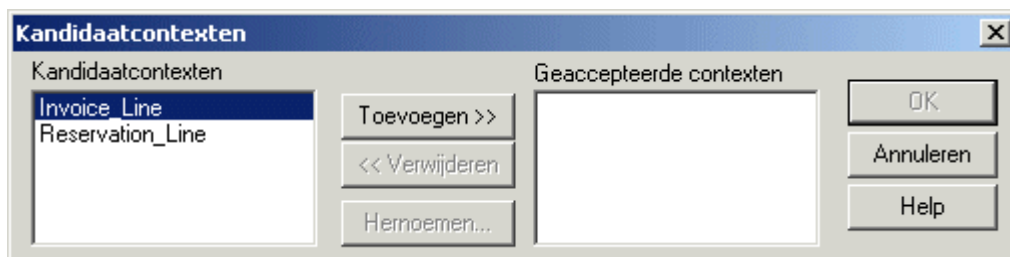 Kandidaatcontexten
Kandidaatcontexten
Invoice_Line
Reservation_Line
Toevoegen >>
<< Verwijderen
Hernoemen...
Geaccepteerde contexten
OK
Annuleren
Help